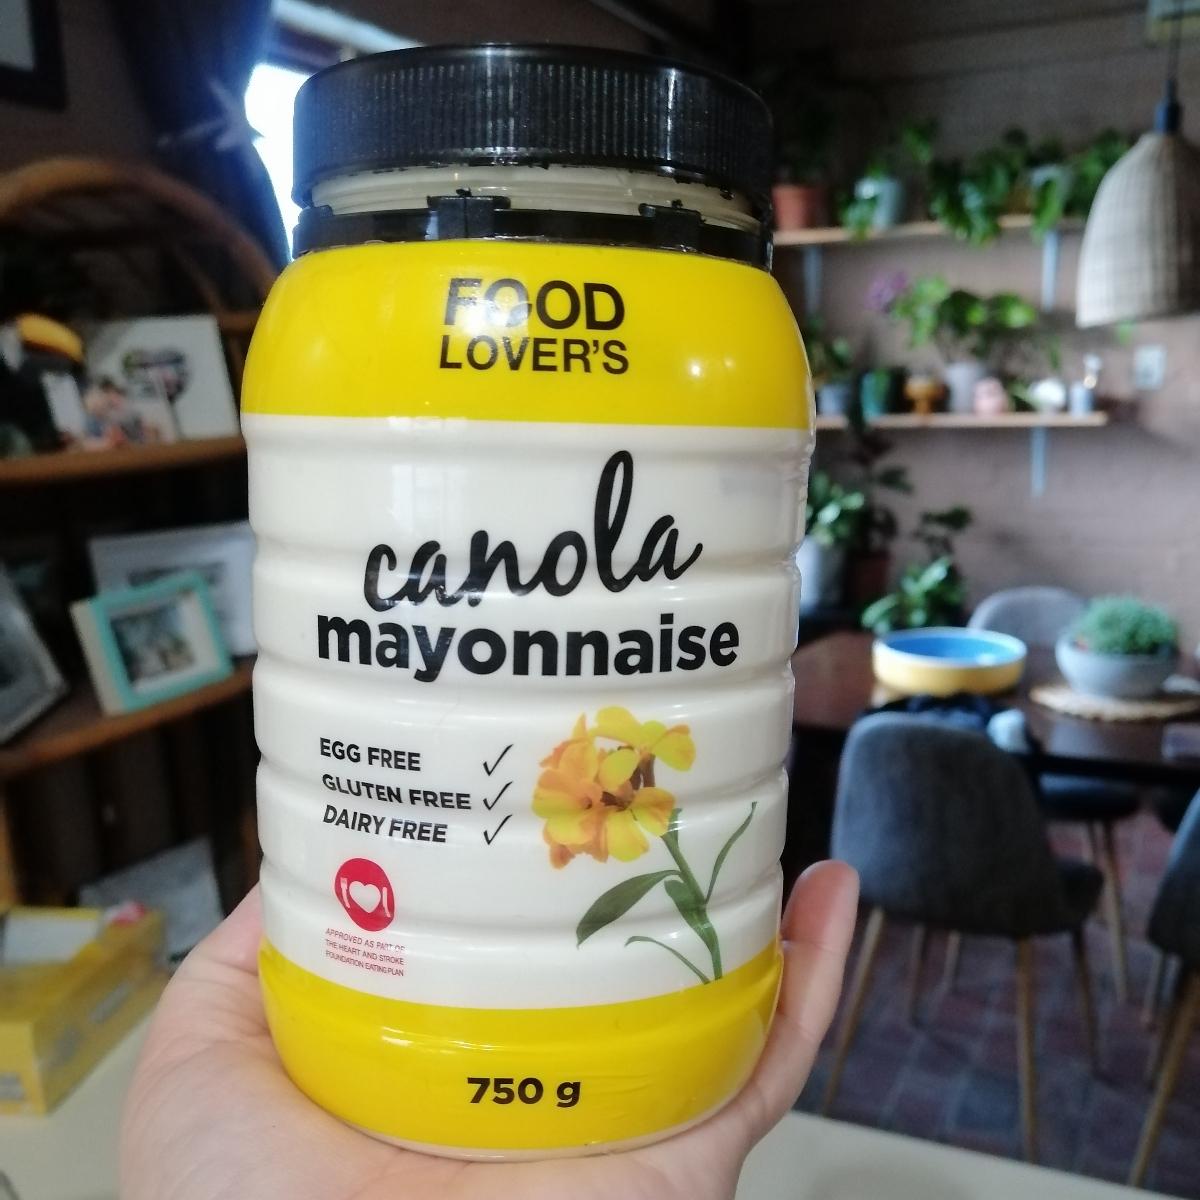 FOOD
LOVER'S
canola
mayonnaise
EGG FREE ✓
GLUTEN FREE ✓
DAIRY FREE ✓
APPROVED AS PART OF
THE HEART AND STROKE
FOUNDATION EATING PLAN
750 g